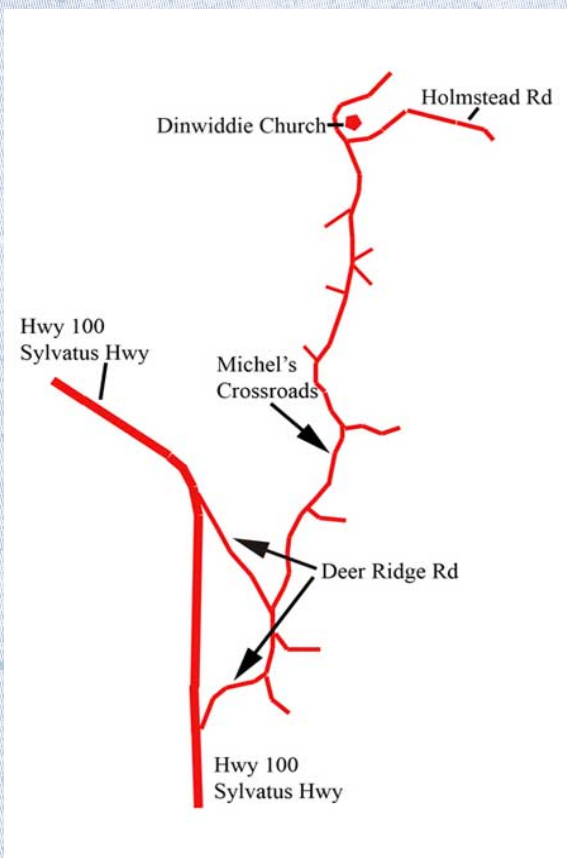 Holmstead Rd
Dinwiddie Church
Hwy 100
Sylvatus Hwy
Michel's
Crossroads
Deer Ridge Rd
Hwy 100
Sylvatus Hwy